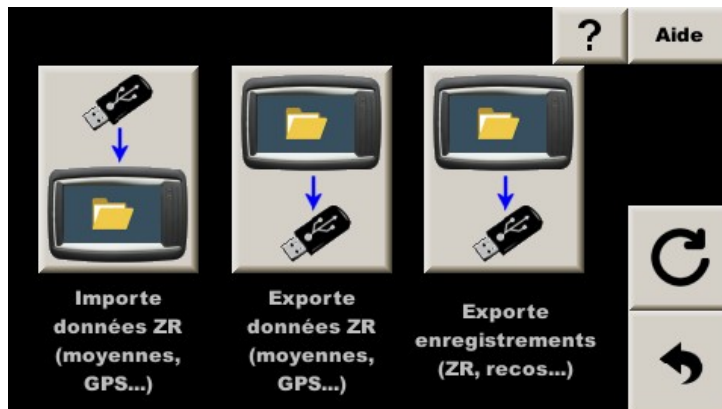 ? Aide
Importe
données ZR
(moyennes,
GPS...)
Exporte
données ZR
(moyennes,
GPS...)
Exporte
enregistrements
(ZR, recos...)